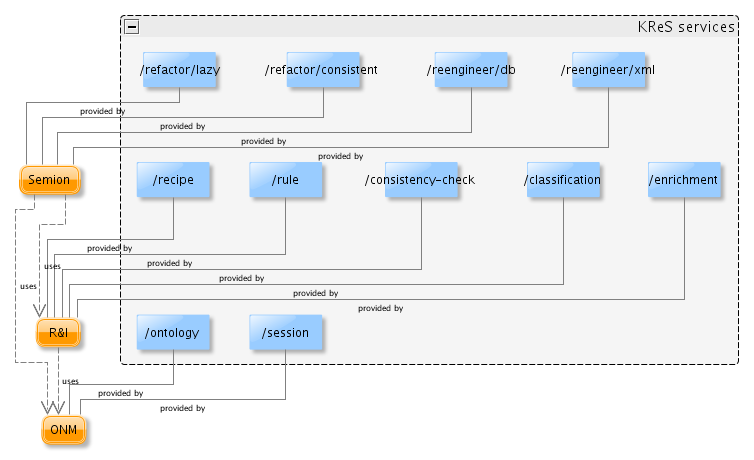 KReS services
/refactor/lazy
/refactor/consistent
/reengineer/db
/reengineer/xml
provided by
provided by
provided by
provided by
Semion
/recipe
/rule
/consistency-check
/classification
/enrichment
provided by
uses
provided by
provided by
uses
provided by
provided by
R&I
/ontology
/session
uses
provided by
provided by
ONM